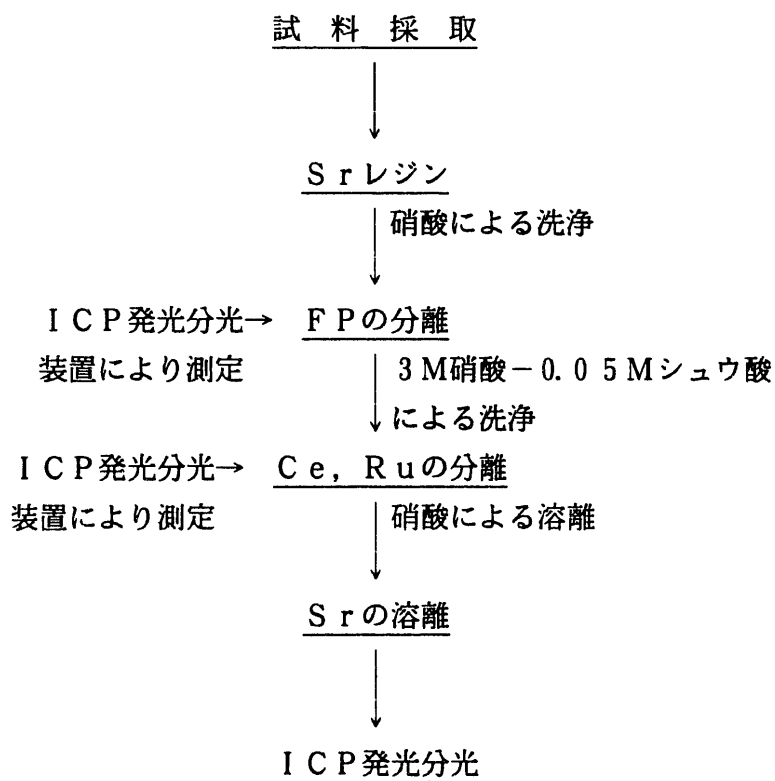 試料採取
Ｓｒレジン
硝酸による洗浄
ＩＣＰ発光分光→ ＦＰの分離
装置により測定 ３Ｍ硝酸－０.０５Ｍシュウ酸
による洗浄
ＩＣＰ発光分光→ Ｃｅ，Ｒｕの分離
装置により測定 硝酸による溶離
Ｓｒの溶離
ＩＣＰ発光分光